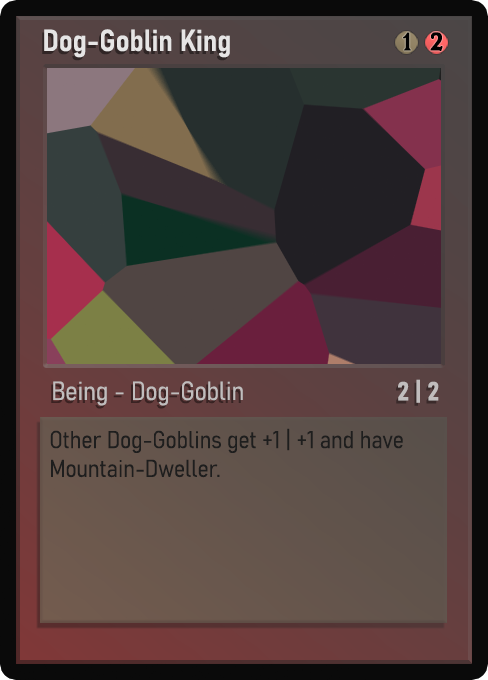 Dog-Goblin King 1 2
Being - Dog-Goblin 2|2
Other Dog-Goblins get +1| +1 and have
Mountain-Dweller.